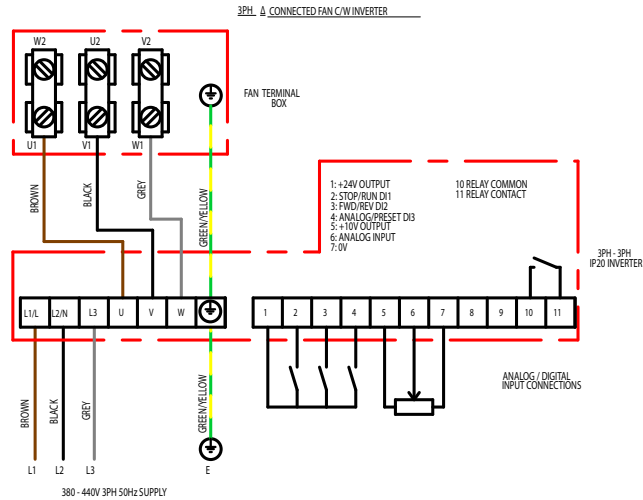 3PH Δ CONNECTED FAN C/W INVERTER
W2 U2 V2
FAN TERMINAL
BOX
U1 V1 W1
BROWN
BLACK
GREY
GREEN/YELLOW
1: +24V OUTPUT
2: STOP/RUN DI1
3: FWD/REV DI2
4: ANALOG/PRESET DI3
5: +10V OUTPUT
6: ANALOG INPUT
7: 0V
10 RELAY COMMON
11 RELAY CONTACT
3PH - 3PH
IP20 INVERTER
L1/L L2/N L3 U V W
1 2 3 4 5 6 7 8 9 10 11
ANALOG / DIGITAL
INPUT CONNECTIONS
BROWN
BLACK
GREY
GREEN/YELLOW
L1 L2 L3 E
380 - 440V 3PH 50Hz SUPPLY